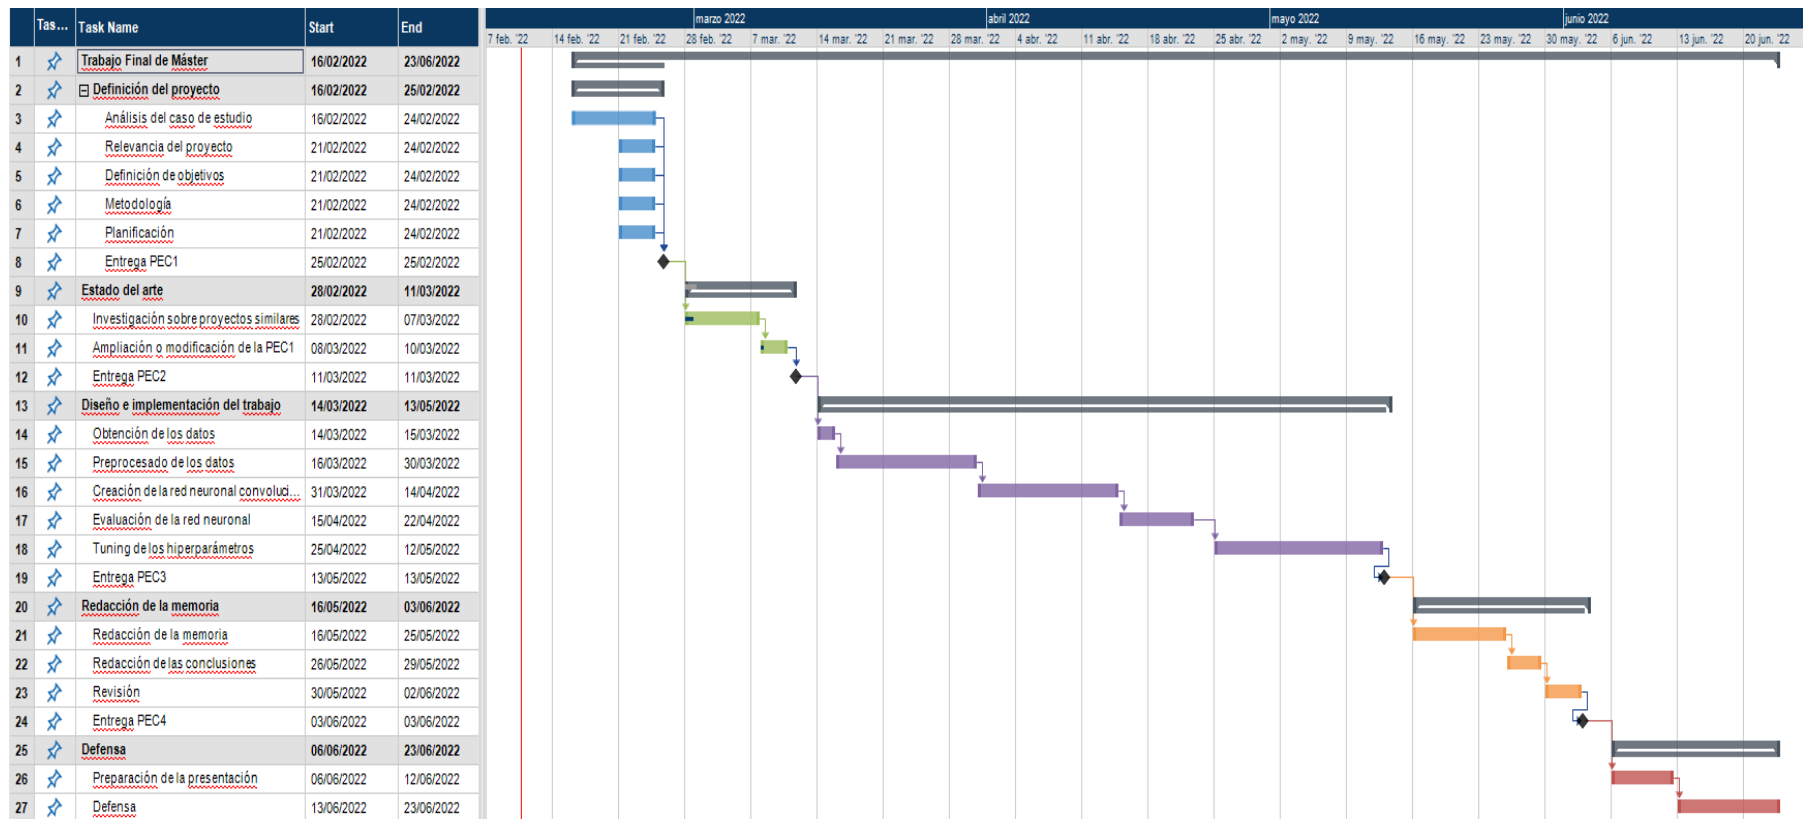 Tas... Task Name Start End
marzo 2022 abril 2022 mayo 2022 junio 2022
7 feb. '22 14 feb. '22 21 feb. '22 28 feb. '22 7 mar. '22 14 mar. '22 21 mar. '22 28 mar. '22 4 abr. '22 11 abr. '22 18 abr. '22 25 abr. '22 2 may. '22 9 may. '22 16 may. '22 23 may. '22 30 may. '22 6 jun. '22 13 jun. '22 20 jun. '22
1 Trabajo Final de Máster 16/02/2022 23/06/2022
2 Definición del proyecto 16/02/2022 25/02/2022
3 Análisis del caso de estudio 16/02/2022 24/02/2022
4 Relevancia del proyecto 21/02/2022 24/02/2022
5 Definición de objetivos 21/02/2022 24/02/2022
6 Metodología 21/02/2022 24/02/2022
7 Planificación 21/02/2022 24/02/2022
8 Entrega PEC1 25/02/2022 25/02/2022
9 Estado del arte 28/02/2022 11/03/2022
10 Investigación sobre proyectos similares 28/02/2022 07/03/2022
11 Ampliación o modificación de la PEC1 08/03/2022 10/03/2022
12 Entrega PEC2 11/03/2022 11/03/2022
13 Diseño e implementación del trabajo 14/03/2022 13/05/2022
14 Obtención de los datos 14/03/2022 15/03/2022
15 Preprocesado de los datos 16/03/2022 30/03/2022
16 Creación de la red neuronal convoluci... 31/03/2022 14/04/2022
17 Evaluación de la red neuronal 15/04/2022 22/04/2022
18 Tuning de los hiperparámetros 25/04/2022 12/05/2022
19 Entrega PEC3 13/05/2022 13/05/2022
20 Redacción de la memoria 16/05/2022 03/06/2022
21 Redacción de la memoria 16/05/2022 25/05/2022
22 Redacción de las conclusiones 26/05/2022 29/05/2022
23 Revisión 30/05/2022 02/06/2022
24 Entrega PEC4 03/06/2022 03/06/2022
25 Defensa 06/06/2022 23/06/2022
26 Preparación de la presentación 06/06/2022 12/06/2022
27 Defensa 13/06/2022 23/06/2022